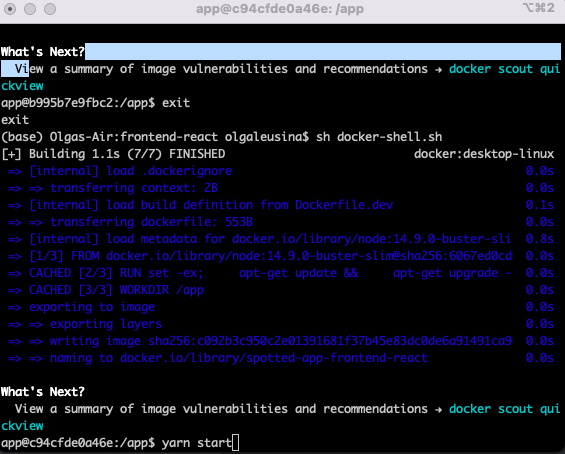 app@c94cfde0a46e: /app
⌥⌘2
What's Next?
View a summary of image vulnerabilities and recommendations → docker scout qui
ckview
app@b995b7e9fbc2:/app$ exit
exit
(base) Olgas-Air:frontend-react olgaleusina$ sh docker-shell.sh
[+] Building 1.1s (7/7) FINISHED docker:desktop-linux
=> [internal] load .dockerignore 0.0s
=> => transferring context: 2B 0.0s
=> [internal] load build definition from Dockerfile.dev 0.1s
=> => transferring dockerfile: 553B 0.0s
=> [internal] load metadata for docker.io/library/node:14.9.0-buster-sli 0.8s
=> [1/3] FROM docker.io/library/node:14.9.0-buster-slim@sha256:6067ed0cd 0.0s
=> CACHED [2/3] RUN set -ex; apt-get update && apt-get upgrade - 0.0s
=> CACHED [3/3] WORKDIR /app 0.0s
=> exporting to image 0.0s
=> => exporting layers 0.0s
=> => writing image sha256:c092b3c950c2e01391681f37b45e83dc0de6a91491ca9 0.0s
=> => naming to docker.io/library/spotted-app-frontend-react 0.0s
What's Next?
View a summary of image vulnerabilities and recommendations → docker scout qui
ckview
app@c94cfde0a46e:/app$ yarn start